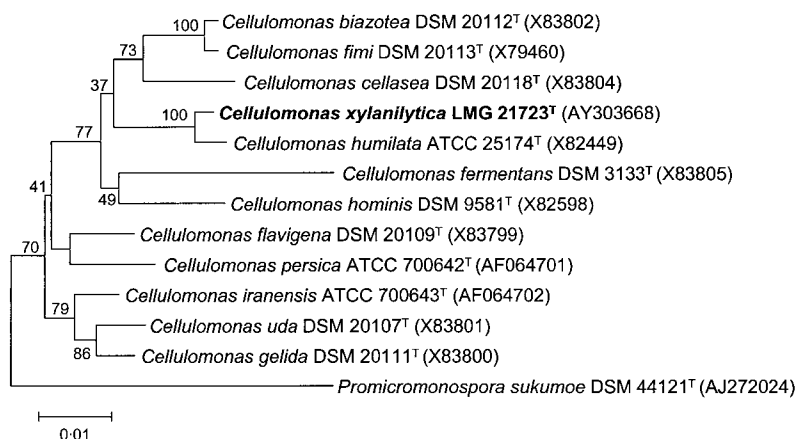 100 Cellulomonas biazotea DSM 20112ᵀ (X83802)
73 Cellulomonas fimi DSM 20113ᵀ (X79460)
37 Cellulomonas cellasea DSM 20118ᵀ (X83804)
100 Cellulomonas xylanilytica LMG 21723ᵀ (AY303668)
77 Cellulomonas humilata ATCC 25174ᵀ (X82449)
Cellulomonas fermentans DSM 3133ᵀ (X83805)
41 49 Cellulomonas hominis DSM 9581ᵀ (X82598)
Cellulomonas flavigena DSM 20109ᵀ (X83799)
70 Cellulomonas persica ATCC 700642ᵀ (AF064701)
79 Cellulomonas iranensis ATCC 700643ᵀ (AF064702)
Cellulomonas uda DSM 20107ᵀ (X83801)
86 Cellulomonas gelida DSM 20111ᵀ (X83800)
Promicromonospora sukumoe DSM 44121ᵀ (AJ272024)
0·01